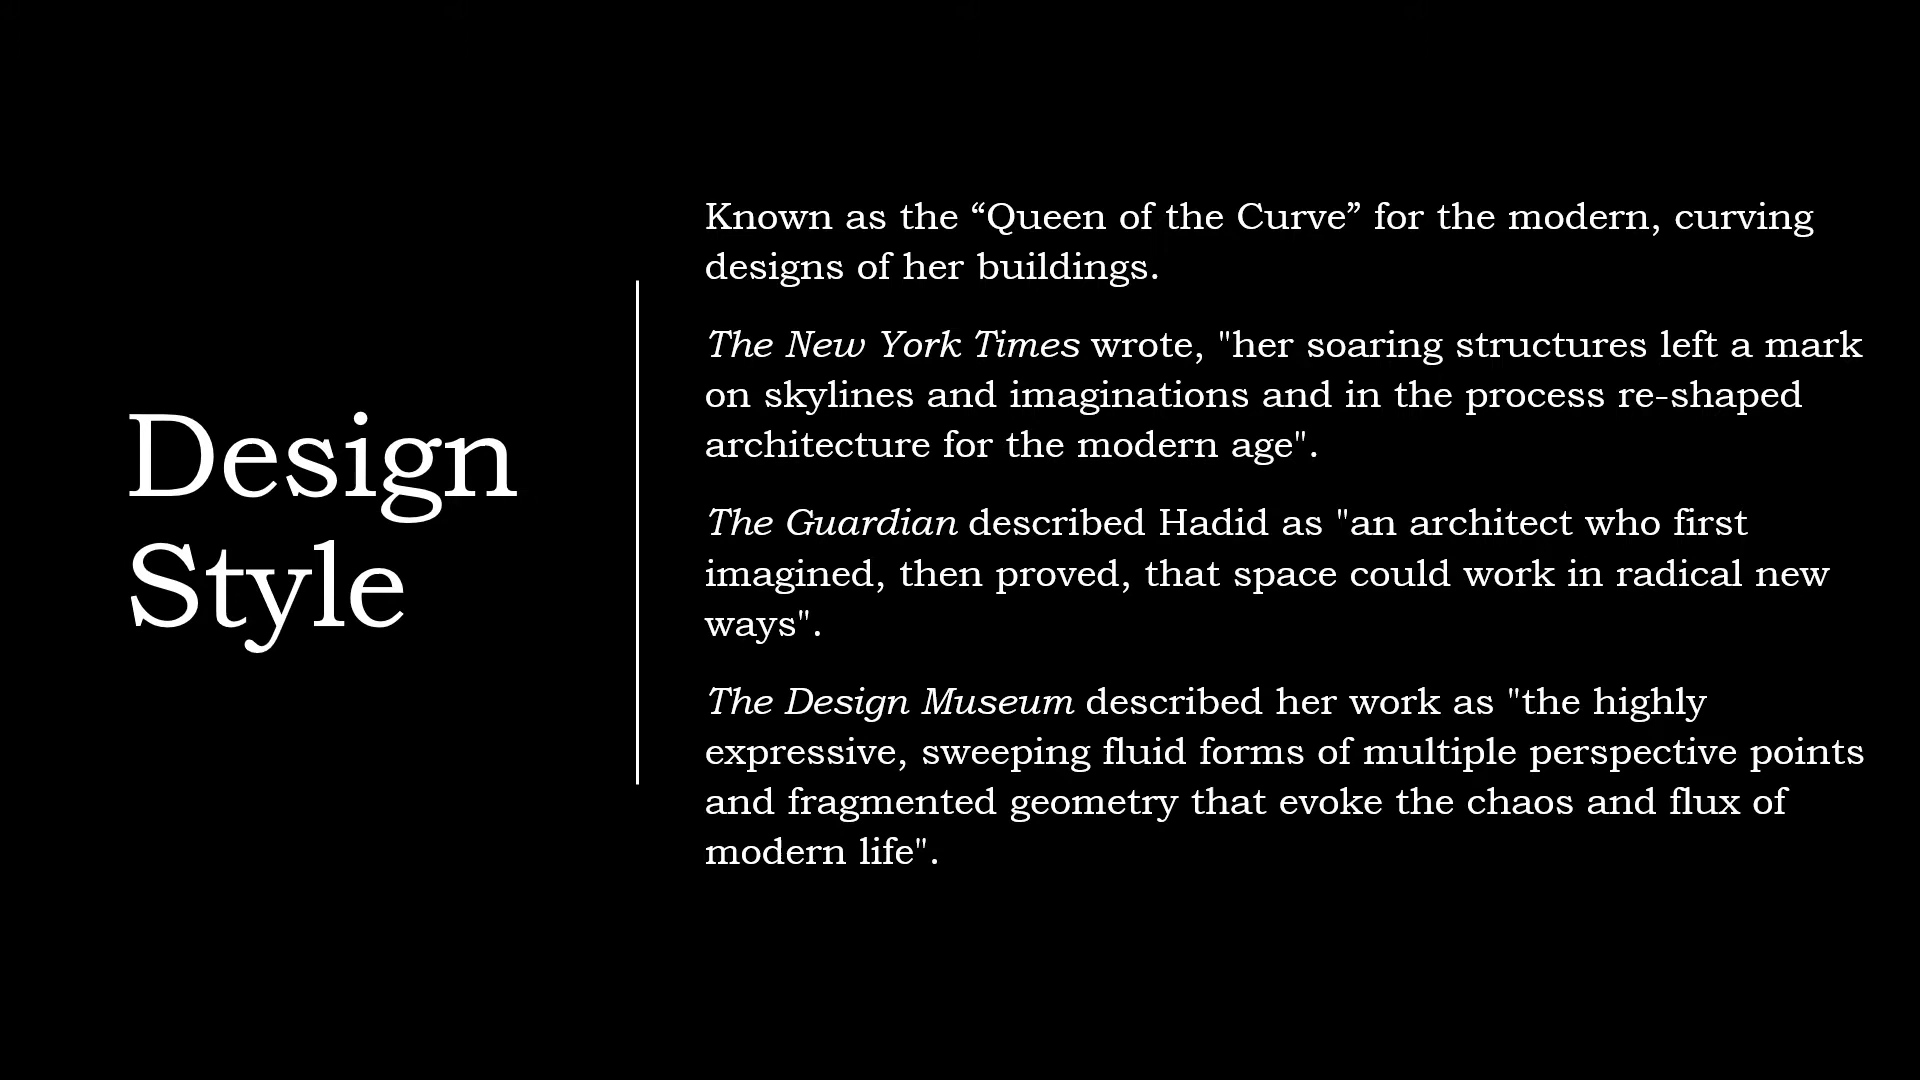 Design
Style
Known as the “Queen of the Curve” for the modern, curving
designs of her buildings.
The New York Times wrote, "her soaring structures left a mark
on skylines and imaginations and in the process re-shaped
architecture for the modern age".
The Guardian described Hadid as "an architect who first
imagined, then proved, that space could work in radical new
ways".
The Design Museum described her work as "the highly
expressive, sweeping fluid forms of multiple perspective points
and fragmented geometry that evoke the chaos and flux of
modern life".